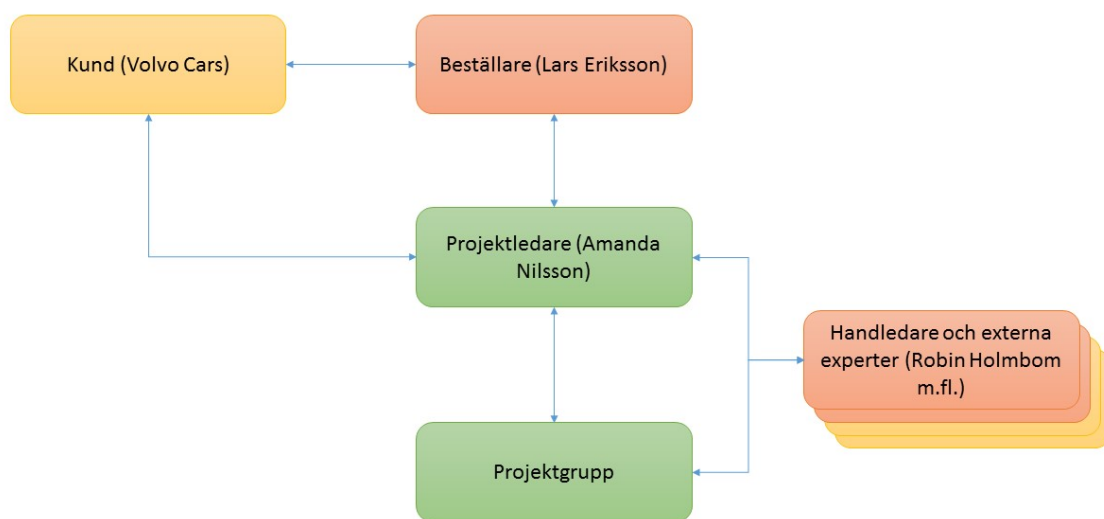 Kund (Volvo Cars)
Beställare (Lars Eriksson)
Projektledare (Amanda
Nilsson)
Handledare och externa
experter (Robin Holmbom
m.fl.)
Projektgrupp